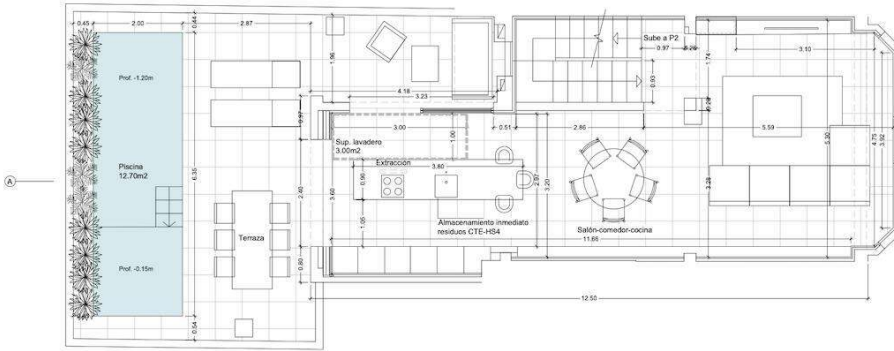 0.45
2.00
0.44
2.87
Prof. -1.20m
Piscina
12.70m2
Prof. -0.15m
6.35
0.54
A
Terraza
1.96
4.18
3.23
0.97
2.40
0.80
3.00
1.00
0.51
2.86
Sup. lavadero
3.00m2
Extracción
3.80
0.90
3.60
1.05
2.97
3.20
Almacenamiento inmediato
residuos CTE-HS4
Salón-comedor-cocina
11.66
12.50
Sube a P2
0.97
0.26
0.93
1.74
0.28
3.28
3.10
5.59
5.30
4.75
3.92